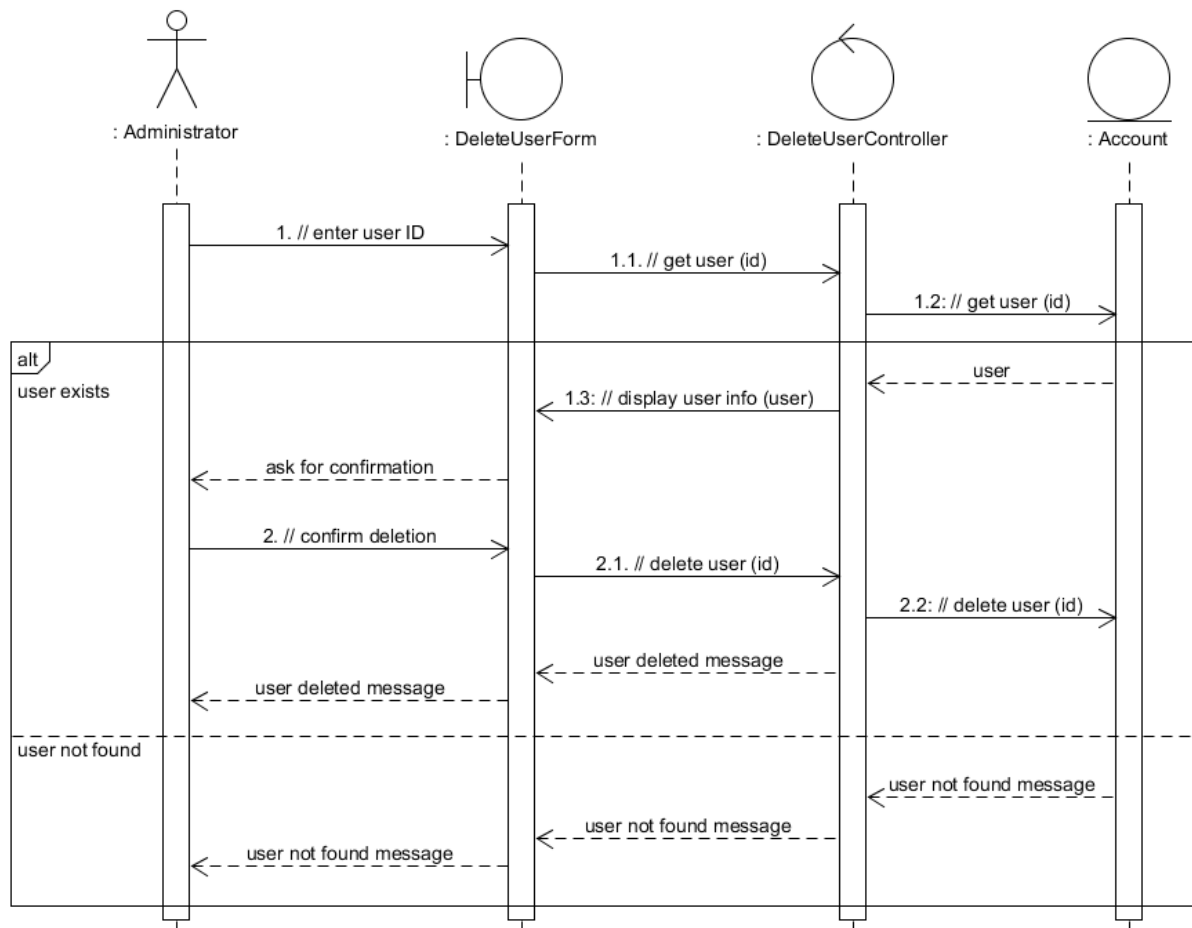 : Administrator
: DeleteUserForm
: DeleteUserController
: Account
1. // enter user ID
1.1. // get user (id)
1.2: // get user (id)
alt
user exists
user
1.3: // display user info (user)
ask for confirmation
2. // confirm deletion
2.1. // delete user (id)
2.2: // delete user (id)
user deleted message
user deleted message
user not found
user not found message
user not found message
user not found message